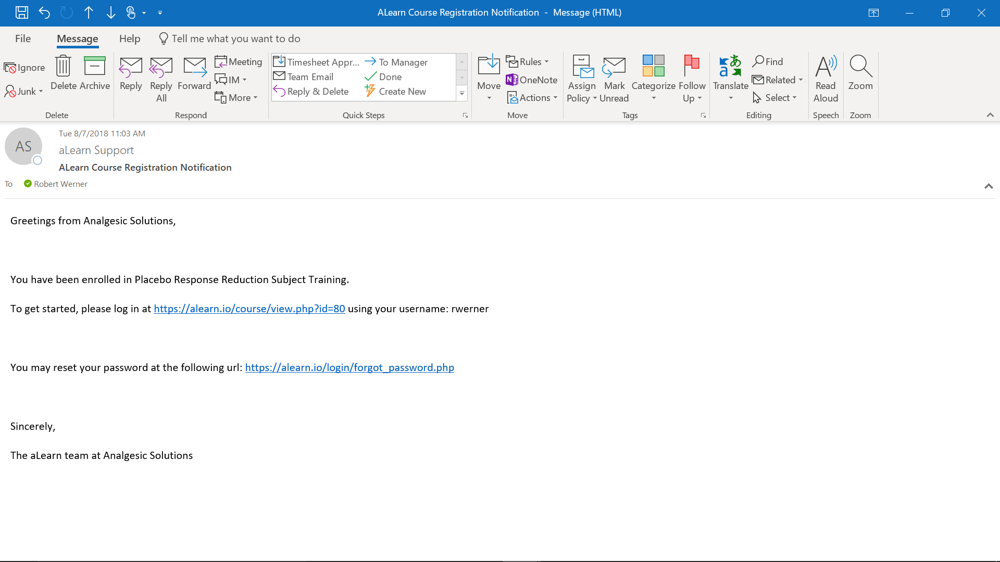 ALearn Course Registration Notification - Message (HTML)
File Message Help Tell me what you want to do
Ignore
Junk
Delete Archive
Delete
Reply Reply All Forward
Meeting
IM
More
Respond
Timesheet Appr... To Manager
Team Email Done
Reply & Delete Create New
Quick Steps
Move
Rules
OneNote
Actions
Move
Assign Policy Mark Unread Categorize Follow Up
Tags
Translate
Find
Related
Select
Editing
Read Aloud
Speech
Zoom
Zoom
AS
Tue 8/7/2018 11:03 AM
aLearn Support
ALearn Course Registration Notification
To Robert Werner
Greetings from Analgesic Solutions,
You have been enrolled in Placebo Response Reduction Subject Training.
To get started, please log in at https://alearn.io/course/view.php?id=80 using your username: rwerner
You may reset your password at the following url: https://alearn.io/login/forgot_password.php
Sincerely,
The aLearn team at Analgesic Solutions